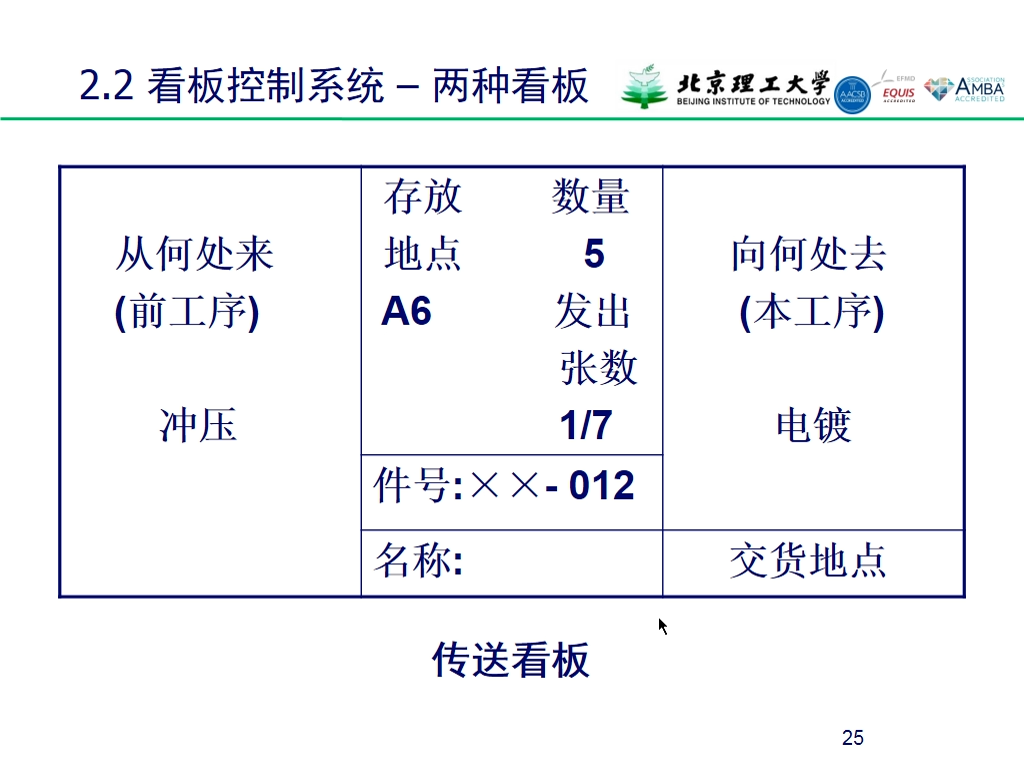 2.2 看板控制系统 – 两种看板
北京理工大学
BEIJING INSTITUTE OF TECHNOLOGY
AACSB
ACCREDITED
EFMD
EQUIS
ACCREDITED
ASSOCIATION
AMBA
ACCREDITED
从何处来
(前工序)
冲压
存放 数量
地点 5
A6 发出
张数
1/7
件号:××- 012
名称:
向何处去
(本工序)
电镀
交货地点
传送看板
25